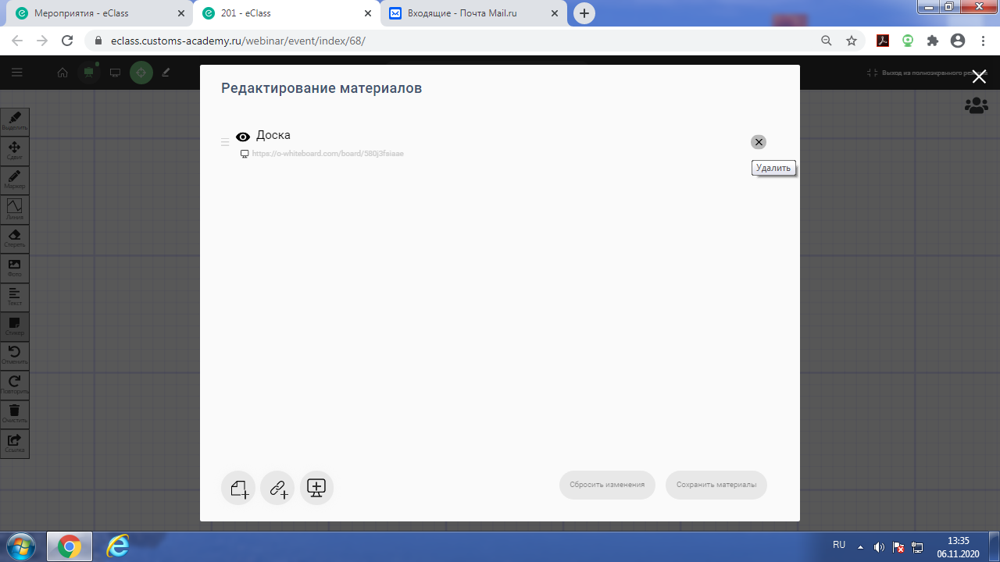 Мероприятия - eClass
201 - eClass
Входящие - Почта Mail.ru
eclass.customs-academy.ru/webinar/event/index/68/
Выход из полноэкранного режима
Редактирование материалов
Доска
https://o-whiteboard.com/board/580j3fsiaae
Удалить
Выделить
Сдвиг
Маркер
Линия
Стереть
Фото
Текст
Стикер
Отменить
Повторить
Очистить
Ссылка
Сбросить изменения
Сохранить материалы
RU
13:35
06.11.2020